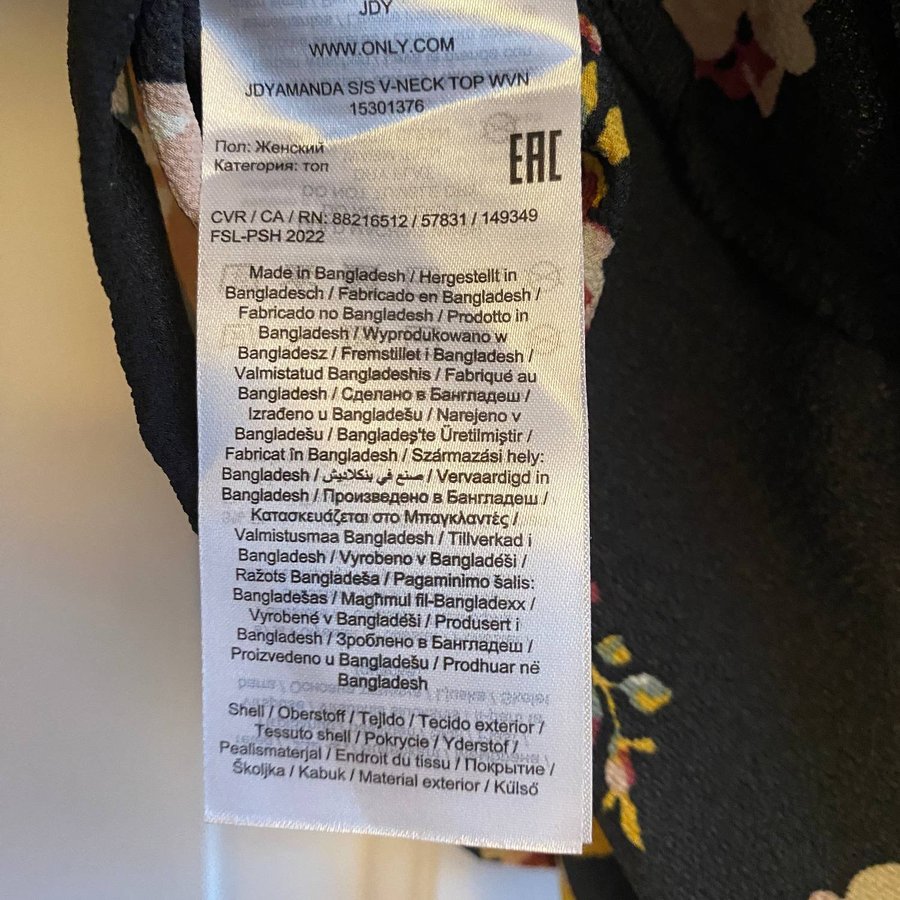 JDY
WWW.ONLY.COM
JDYAMANDA S/S V-NECK TOP WVN
15301376
Пол: Женский
Категория: топ
EAC
CVR / CA / RN: 88216512 / 57831 / 149349
FSL-PSH 2022
Made in Bangladesh / Hergestellt in
Bangladesch / Fabricado en Bangladesh /
Fabricado no Bangladesh / Prodotto in
Bangladesh / Wyprodukowano w
Bangladesz / Fremstillet i Bangladesh /
Valmistatud Bangladeshis / Fabriqué au
Bangladesh / Сделано в Бангладеш /
Izrađeno u Bangladešu / Narejeno v
Bangladešu / Bangladeş'te Üretilmiştir /
Fabricat în Bangladesh / Származási hely:
Bangladesh / صنع في بنكلاديش / Vervaardigd in
Bangladesh / Произведено в Бангладеш /
Κατασκευάζεται στο Μπαγκλαντές /
Valmistusmaa Bangladesh / Tillverkad i
Bangladesh / Vyrobeno v Bangladéši /
Ražots Bangladeša / Pagaminimo šalis:
Bangladešas / Magħmul fil-Bangladexx /
Vyrobené v Bangladéši / Produsert i
Bangladesh / Зроблено в Бангладеш /
Proizvedeno u Bangladešu / Prodhuar në
Bangladesh
Shell / Oberstoff / Tejido / Tecido exterior /
Tessuto shell / Pokrycie / Yderstof /
Pealismaterjal / Endroit du tissu / Покрытие /
Školjka / Kabuk / Material exterior / Külső